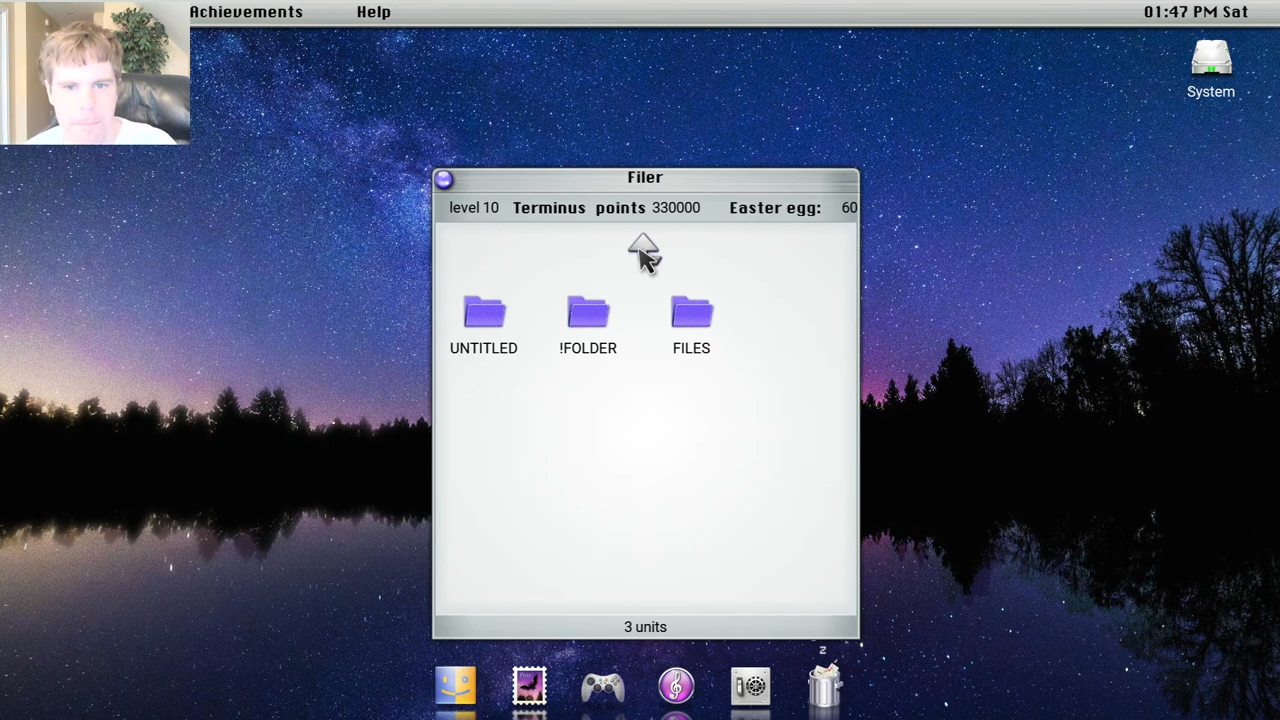 Achievements Help 01:47 PM Sat
System
Filer
level 10 Terminus points 330000 Easter egg: 60
UNTITLED !FOLDER FILES
3 units
z